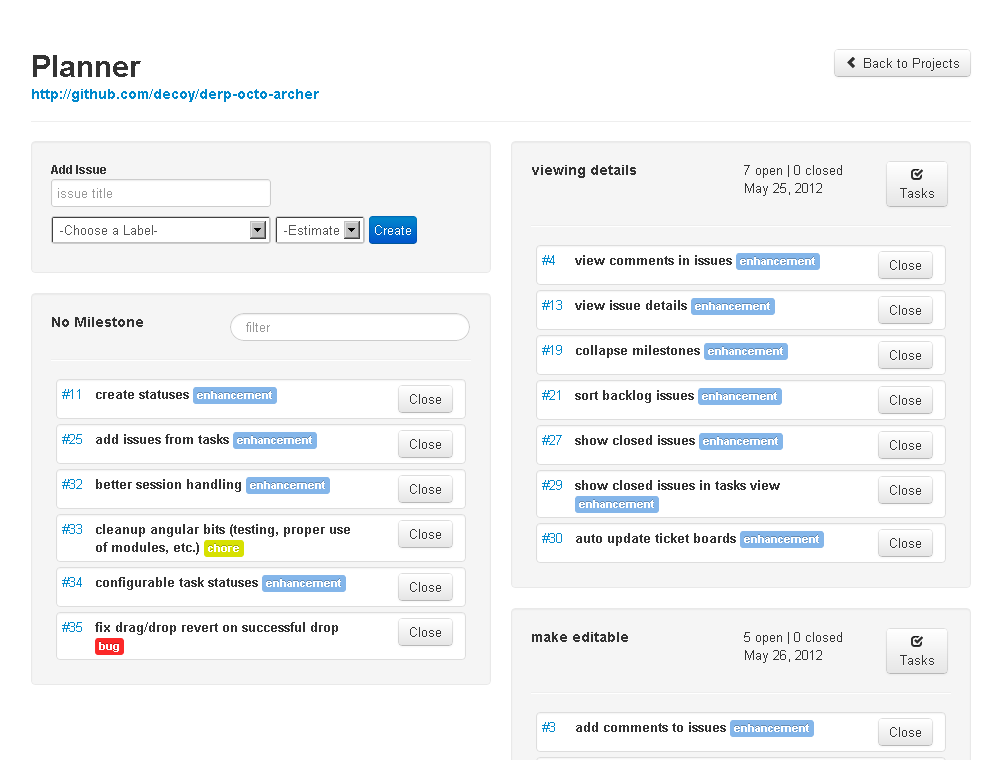 Planner
Back to Projects
http://github.com/decoy/derp-octo-archer
Add Issue
issue title
-Choose a Label-
-Estimate
Create
No Milestone
filter
#11 create statuses enhancement Close
#25 add issues from tasks enhancement Close
#32 better session handling enhancement Close
#33 cleanup angular bits (testing, proper use Close
of modules, etc.) chore
#34 configurable task statuses enhancement Close
#35 fix drag/drop revert on successful drop Close
bug
viewing details 7 open | 0 closed
May 25, 2012
Tasks
#4 view comments in issues enhancement Close
#13 view issue details enhancement Close
#19 collapse milestones enhancement Close
#21 sort backlog issues enhancement Close
#27 show closed issues enhancement Close
#29 show closed issues in tasks view Close
enhancement
#30 auto update ticket boards enhancement Close
make editable 5 open | 0 closed
May 26, 2012
Tasks
#3 add comments to issues enhancement Close